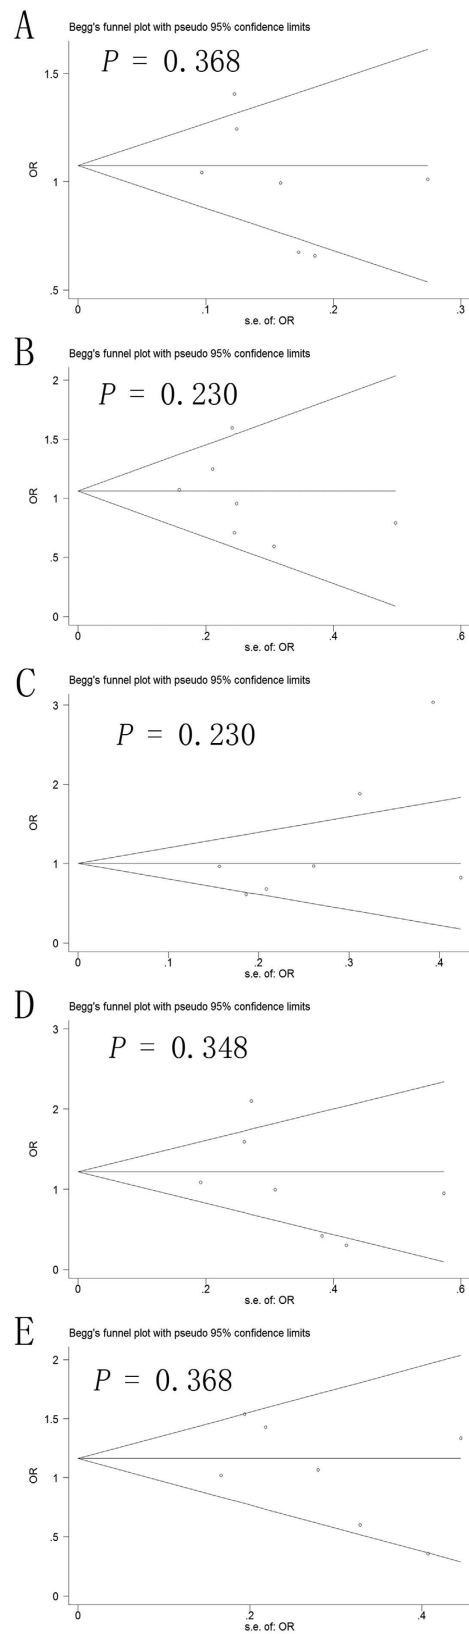 A
Begg's funnel plot with pseudo 95% confidence limits
P = 0.368
1.5
1
.5
OR
0 .1 .2 .3
s.e. of: OR
B
Begg's funnel plot with pseudo 95% confidence limits
P = 0.230
2
1.5
1
.5
0
OR
0 .2 .4 .6
s.e. of: OR
C
Begg's funnel plot with pseudo 95% confidence limits
P = 0.230
3
2
1
0
OR
0 .1 .2 .3 .4
s.e. of: OR
D
Begg's funnel plot with pseudo 95% confidence limits
P = 0.348
3
2
1
0
OR
0 .2 .4 .6
s.e. of: OR
E
Begg's funnel plot with pseudo 95% confidence limits
P = 0.368
2
1.5
1
.5
0
OR
0 .2 .4
s.e. of: OR